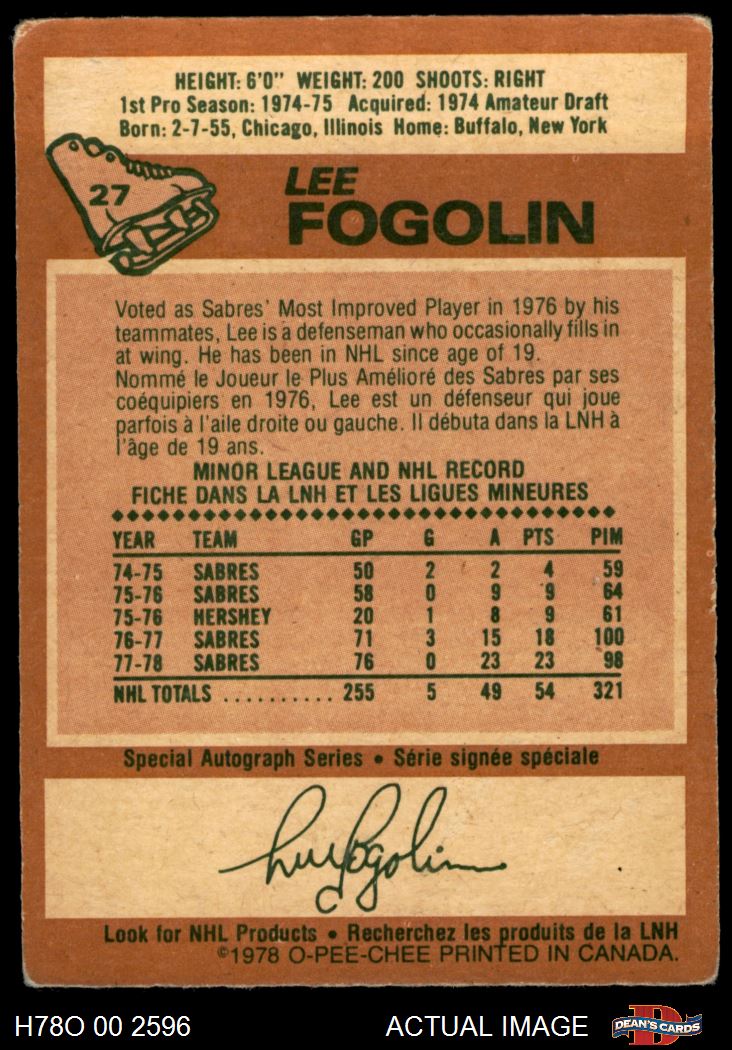 HEIGHT: 6'0" WEIGHT: 200 SHOOTS: RIGHT
1st Pro Season: 1974-75 Acquired: 1974 Amateur Draft
Born: 2-7-55, Chicago, Illinois Home: Buffalo, New York
27
LEE
FOGOLIN
Voted as Sabres' Most Improved Player in 1976 by his
teammates, Lee is a defenseman who occasionally fills in
at wing. He has been in NHL since age of 19.
Nommé le Joueur le Plus Amélioré des Sabres par ses
coéquipiers en 1976, Lee est un défenseur qui joue
parfois à l'aile droite ou gauche. Il débuta dans la LNH à
l'âge de 19 ans.
MINOR LEAGUE AND NHL RECORD
FICHE DANS LA LNH ET LES LIGUES MINEURES
YEAR TEAM GP G A PTS PIM
74-75 SABRES 50 2 2 4 59
75-76 SABRES 58 0 9 9 64
75-76 HERSHEY 20 1 8 9 61
76-77 SABRES 71 3 15 18 100
77-78 SABRES 76 0 23 23 98
NHL TOTALS .......... 255 5 49 54 321
Special Autograph Series • Série signée spéciale
Lee Fogolin
Look for NHL Products • Recherchez les produits de la LNH
©1978 O-PEE-CHEE PRINTED IN CANADA.
H78O 00 2596 ACTUAL IMAGE D DEAN'S CARDS